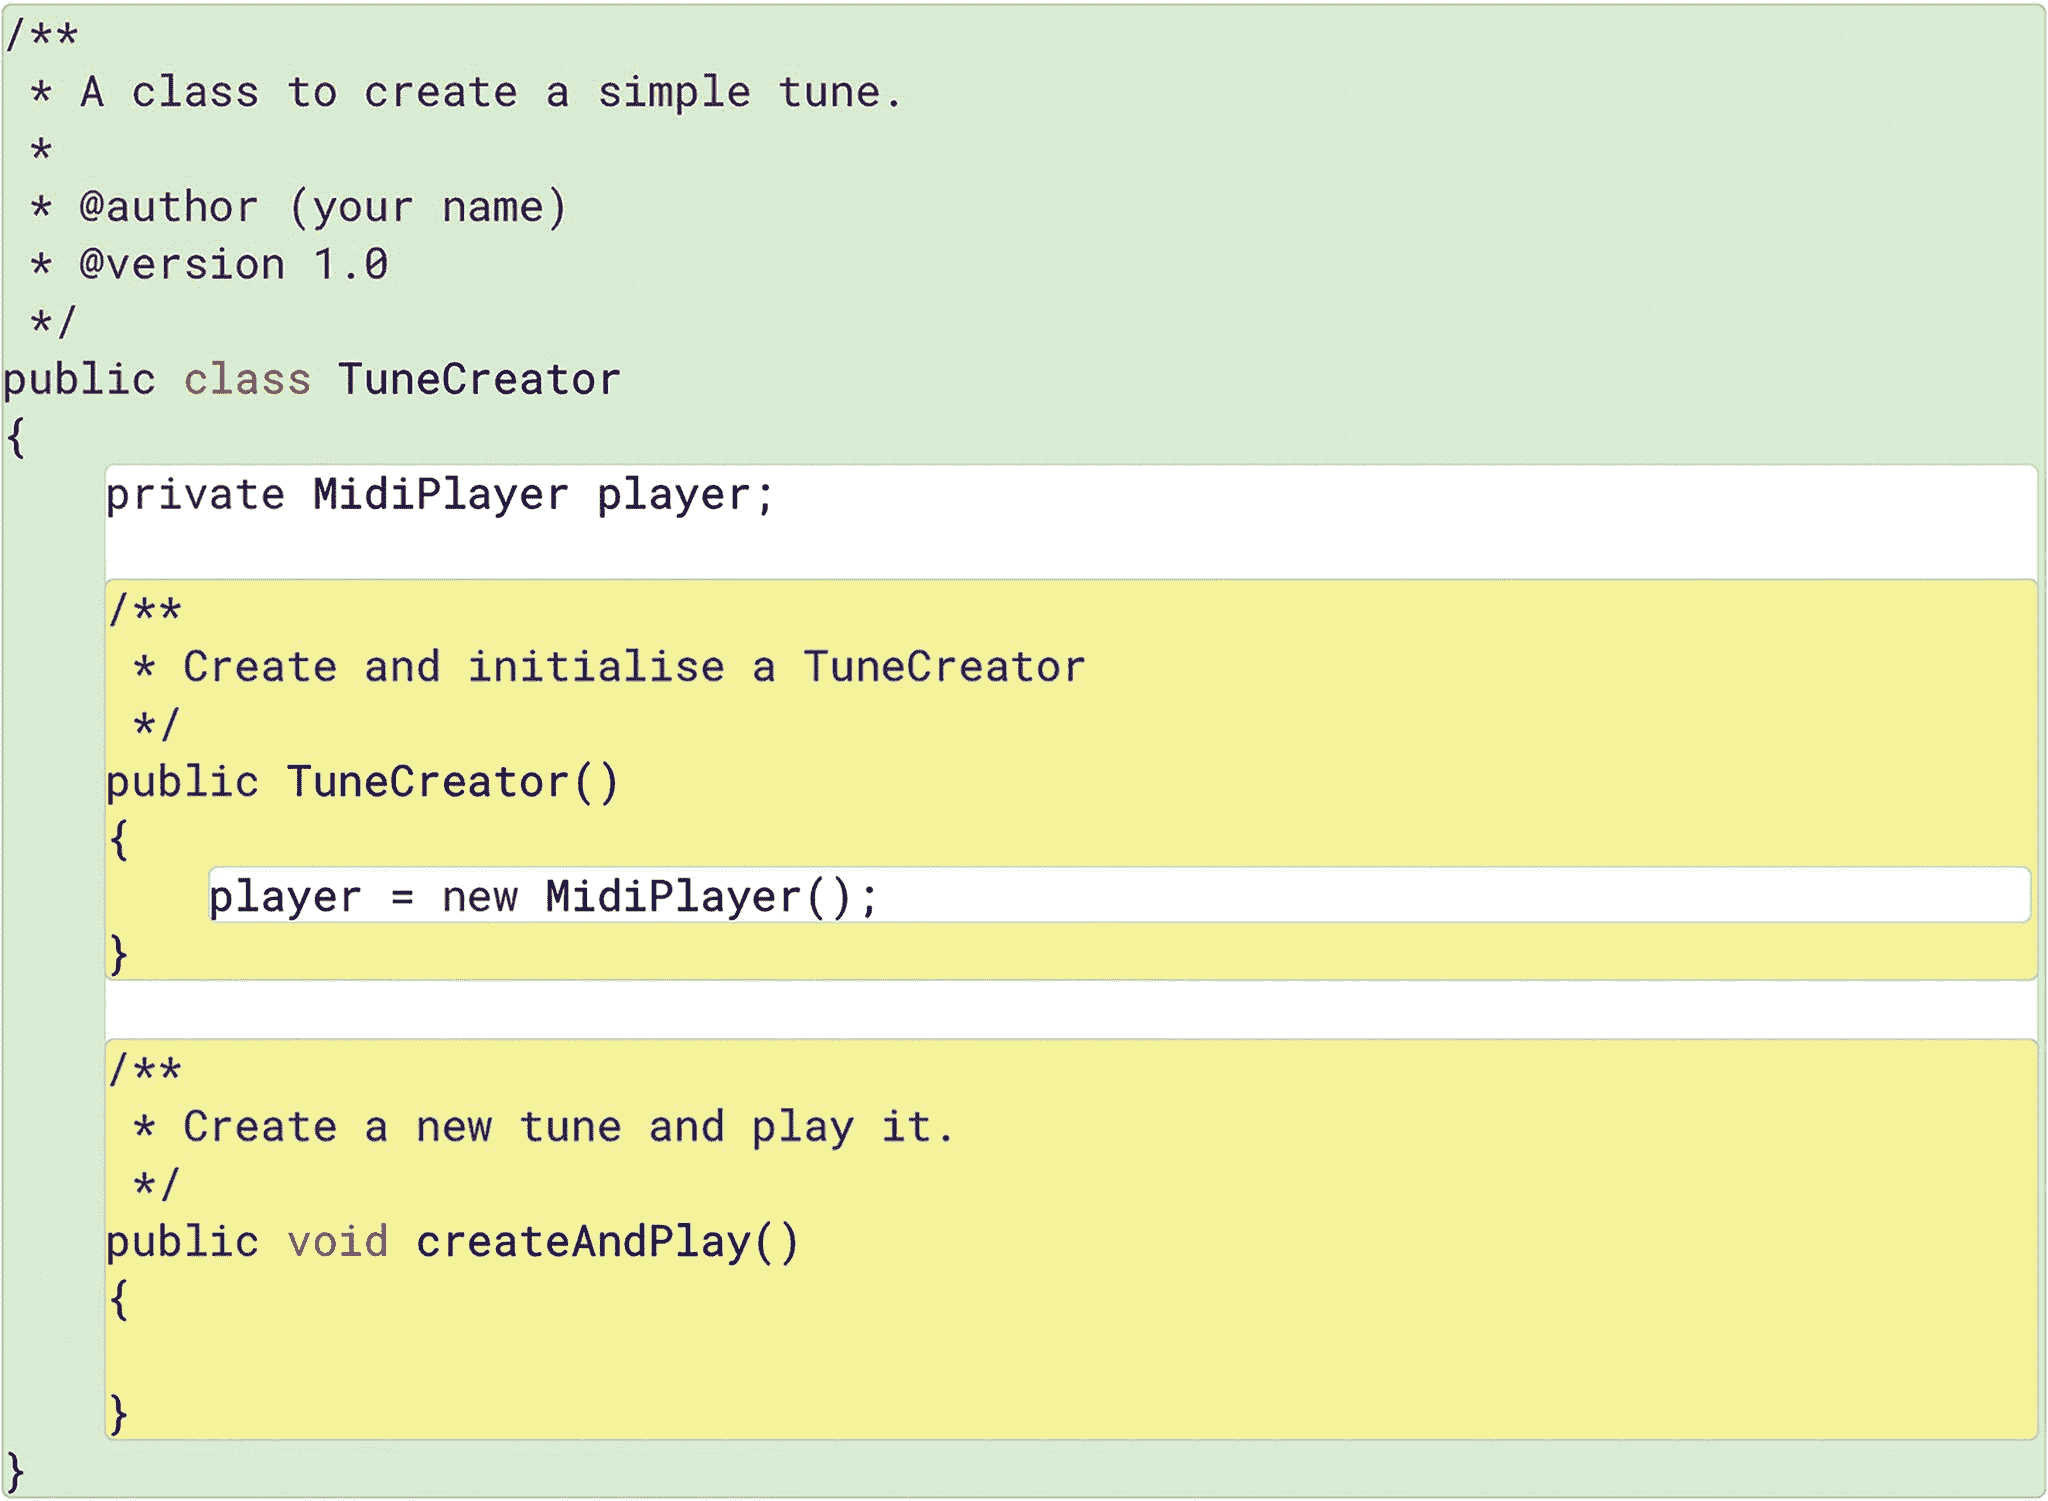 /**
 * A class to create a simple tune.
 *
 * @author (your name)
 * @version 1.0
 */
public class TuneCreator
{
    private MidiPlayer player;

    /**
     * Create and initialise a TuneCreator
     */
    public TuneCreator()
    {
        player = new MidiPlayer();
    }

    /**
     * Create a new tune and play it.
     */
    public void createAndPlay()
    {

    }
}